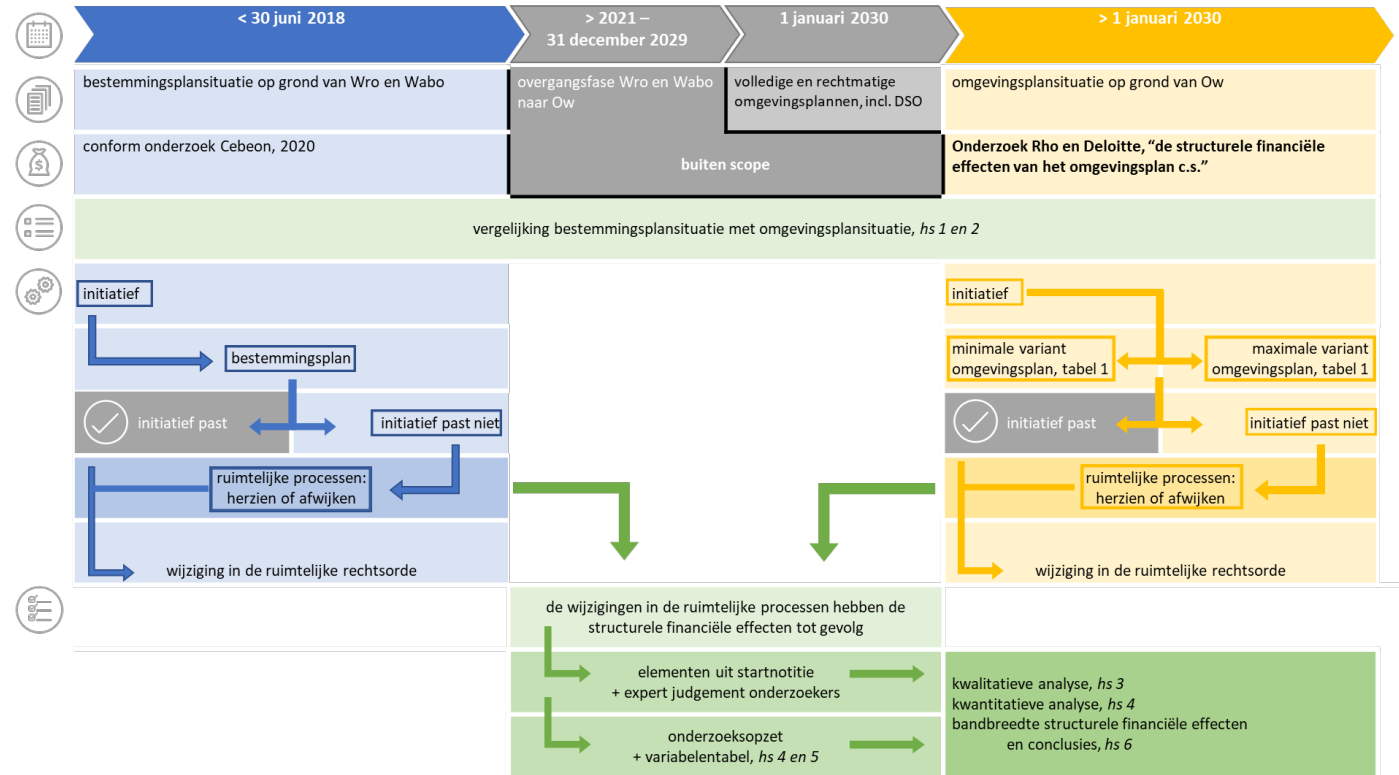 < 30 juni 2018
> 2021 –
31 december 2029
1 januari 2030
> 1 januari 2030
bestemmingsplansituatie op grond van Wro en Wabo
overgangsfase Wro en Wabo
naar Ow
volledige en rechtmatige
omgevingsplannen, incl. DSO
omgevingsplansituatie op grond van Ow
conform onderzoek Cebeon, 2020
buiten scope
Onderzoek Rho en Deloitte, “de structurele financiële
effecten van het omgevingsplan c.s.”
vergelijking bestemmingsplansituatie met omgevingsplansituatie, hs 1 en 2
initiatief
bestemmingsplan
initiatief past
initiatief past niet
ruimtelijke processen:
herzien of afwijken
wijziging in de ruimtelijke rechtsorde
initiatief
minimale variant
omgevingsplan, tabel 1
maximale variant
omgevingsplan, tabel 1
initiatief past
initiatief past niet
ruimtelijke processen:
herzien of afwijken
wijziging in de ruimtelijke rechtsorde
de wijzigingen in de ruimtelijke processen hebben de
structurele financiële effecten tot gevolg
elementen uit startnotitie
+ expert judgement onderzoekers
onderzoeksopzet
+ variabelentabel, hs 4 en 5
kwalitatieve analyse, hs 3
kwantitatieve analyse, hs 4
bandbreedte structurele financiële effecten
en conclusies, hs 6